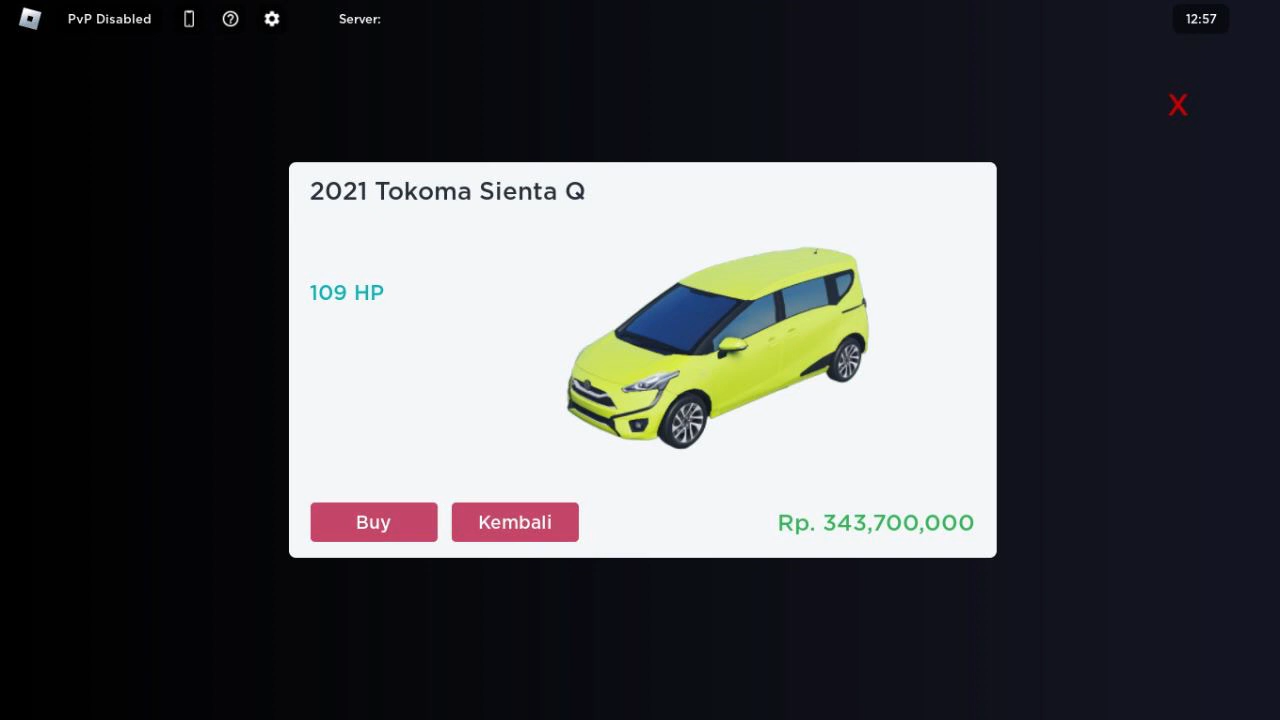 PvP Disabled
Server:
12:57
X
2021 Tokoma Sienta Q
109 HP
Buy
Kembali
Rp. 343,700,000